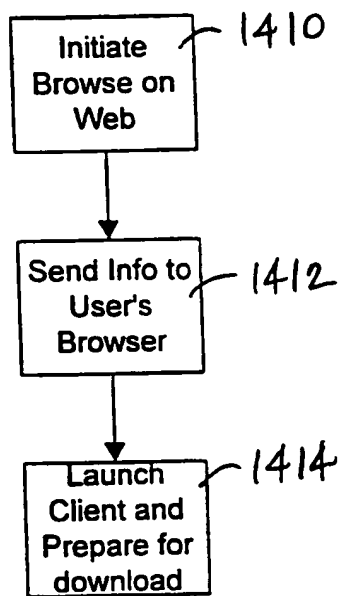 Initiate
Browse on
Web
1410
Send Info to
User's
Browser
1412
Launch
Client and
Prepare for
download
1414